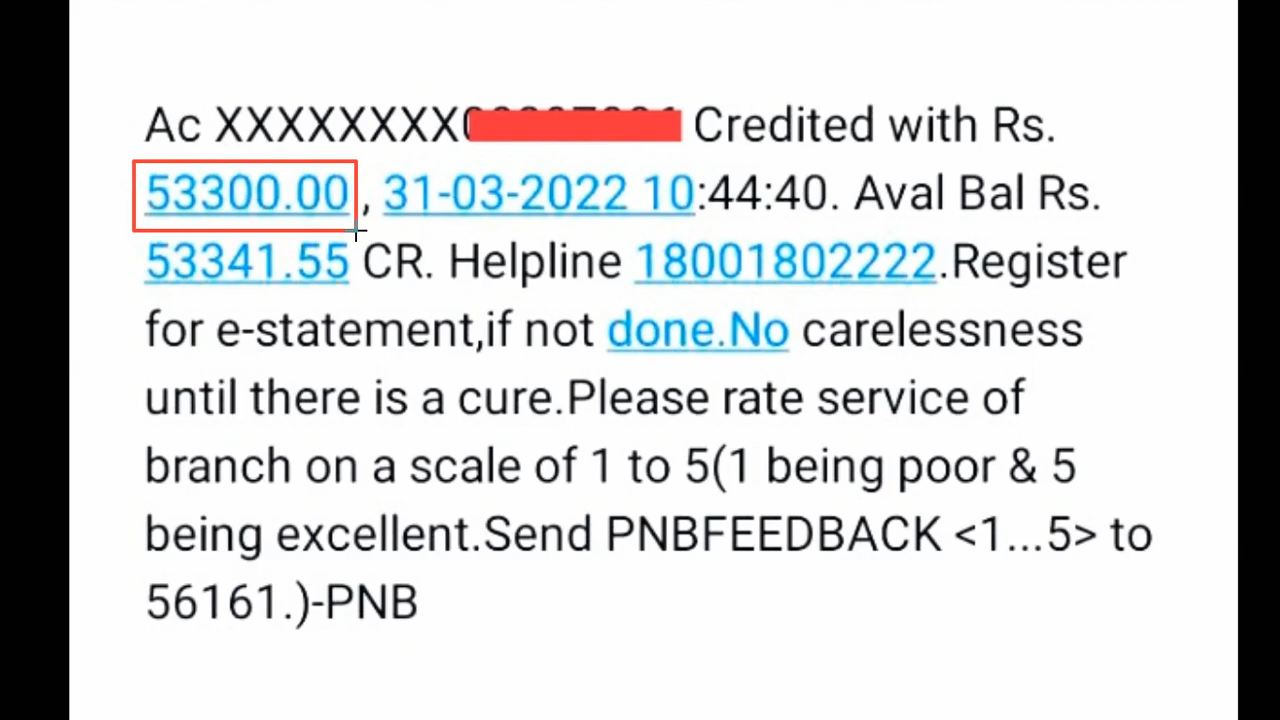 Ac XXXXXXXX Credited with Rs.
53300.00, 31-03-2022 10:44:40. Aval Bal Rs.
53341.55 CR. Helpline 18001802222.Register
for e-statement,if not done.No carelessness
until there is a cure.Please rate service of
branch on a scale of 1 to 5(1 being poor & 5
being excellent.Send PNBFEEDBACK <1...5> to
56161.)-PNB